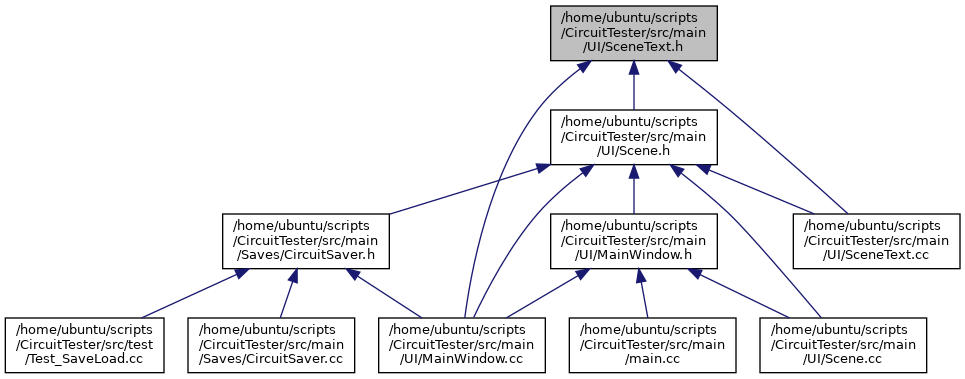 /home/ubuntu/scripts
/CircuitTester/src/main
/UI/SceneText.h
/home/ubuntu/scripts
/CircuitTester/src/main
/UI/Scene.h
/home/ubuntu/scripts
/CircuitTester/src/main
/Saves/CircuitSaver.h
/home/ubuntu/scripts
/CircuitTester/src/main
/UI/MainWindow.h
/home/ubuntu/scripts
/CircuitTester/src/main
/UI/SceneText.cc
/home/ubuntu/scripts
/CircuitTester/src/test
/Test_SaveLoad.cc
/home/ubuntu/scripts
/CircuitTester/src/main
/Saves/CircuitSaver.cc
/home/ubuntu/scripts
/CircuitTester/src/main
/UI/MainWindow.cc
/home/ubuntu/scripts
/CircuitTester/src/main
/main.cc
/home/ubuntu/scripts
/CircuitTester/src/main
/UI/Scene.cc